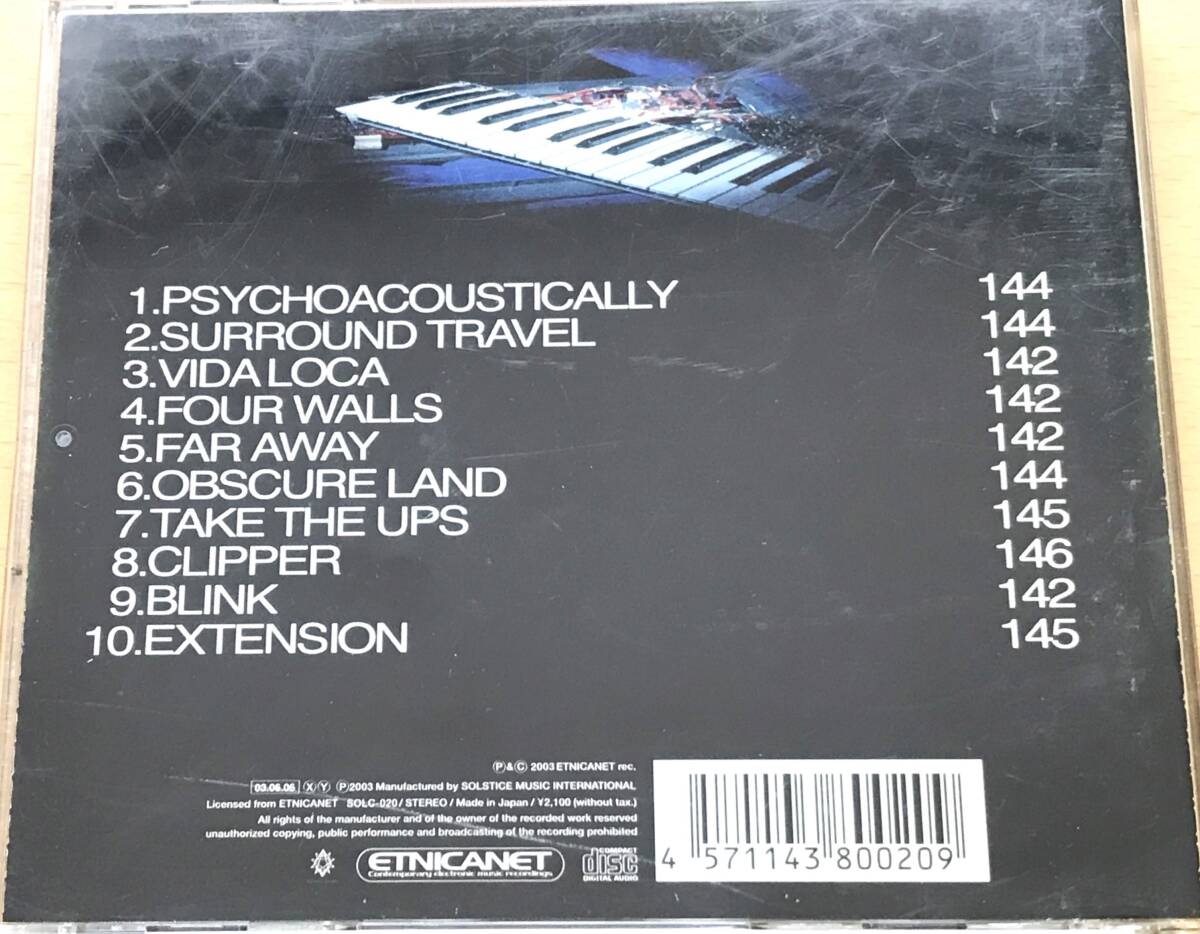 1.PSYCHOACOUSTICALLY 144
2.SURROUND TRAVEL 144
3.VIDA LOCA 142
4.FOUR WALLS 142
5.FAR AWAY 142
6.OBSCURE LAND 144
7.TAKE THE UPS 145
8.CLIPPER 146
9.BLINK 142
10.EXTENSION 145
Ⓟ&Ⓒ 2003 ETNICANET rec.
03.06.06 ⓍⓎ Ⓟ2003 Manufactured by SOLSTICE MUSIC INTERNATIONAL
Licensed from ETNICANET SOLC-020 / STEREO / Made in Japan / ¥2,100 (without tax.)
All rights of the manufacturer and of the owner of the recorded work reserved
unauthorized copying, public performance and broadcasting of the recording prohibited
ETNICANET
Contemporary electronic music recordings
COMPACT
disc
DIGITAL AUDIO
4 571143 800209